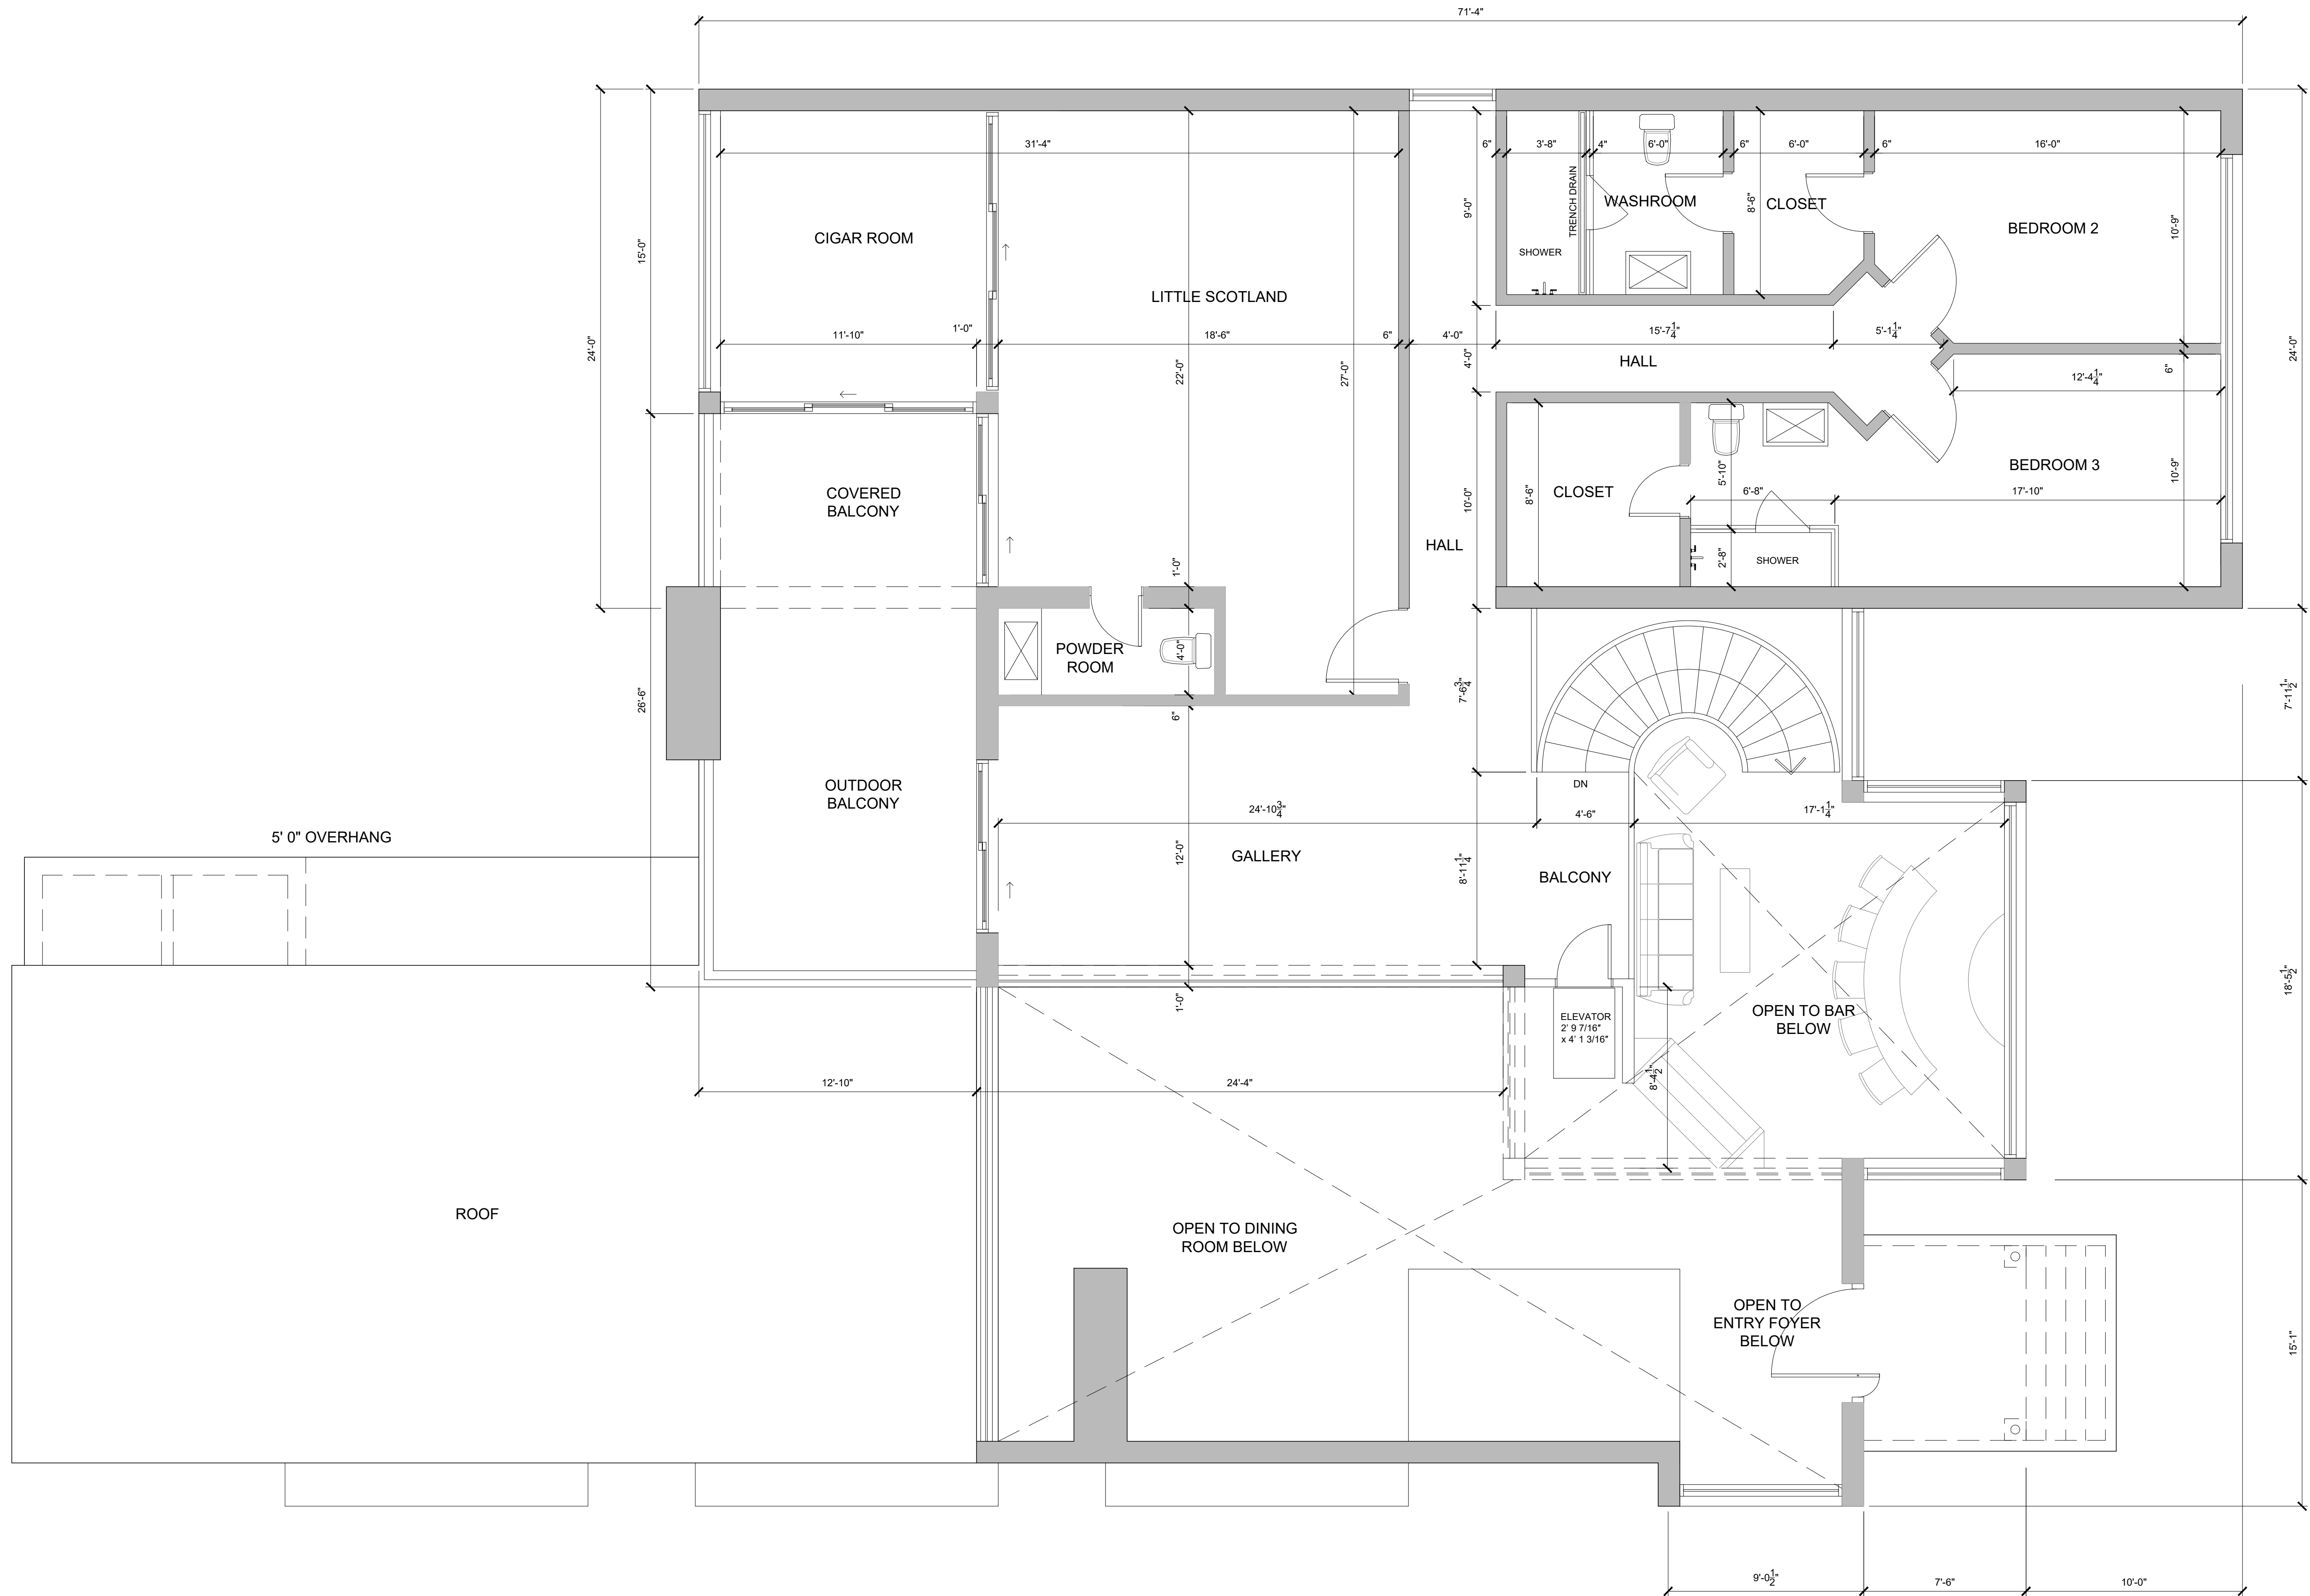 71'-4"
31'-4"
6"
3'-8"
4"
6'-0"
6"
6'-0"
6"
16'-0"
TRENCH DRAIN
WASHROOM
8'-6"
CLOSET
9'-0"
CIGAR ROOM
15'-0"
BEDROOM 2
10'-9"
SHOWER
LITTLE SCOTLAND
11'-10"
1'-0"
18'-6"
6"
4'-0"
15'-7 1/4"
5'-1 1/4"
24'-0"
22'-0"
27'-0"
4'-0"
HALL
6"
24'-0"
12'-4 1/4"
COVERED
BALCONY
10'-0"
8'-6"
CLOSET
5'-10"
6'-8"
17'-10"
BEDROOM 3
10'-9"
HALL
2'-8"
SHOWER
1'-0"
POWDER
ROOM
4'-0"
26'-6"
6"
7'-6 3/4"
7'-11 1/2"
OUTDOOR
BALCONY
DN
24'-10 3/4"
4'-6"
17'-1 1/4"
5' 0" OVERHANG
GALLERY
12'-0"
8'-11 1/4"
BALCONY
1'-0"
ELEVATOR
2' 9 7/16"
x 4' 1 3/16"
OPEN TO BAR
BELOW
18'-5 1/2"
12'-10"
24'-4"
8'-4 1/2"
ROOF
OPEN TO DINING
ROOM BELOW
OPEN TO
ENTRY FOYER
BELOW
15'-1"
9'-0 1/2"
7'-6"
10'-0"